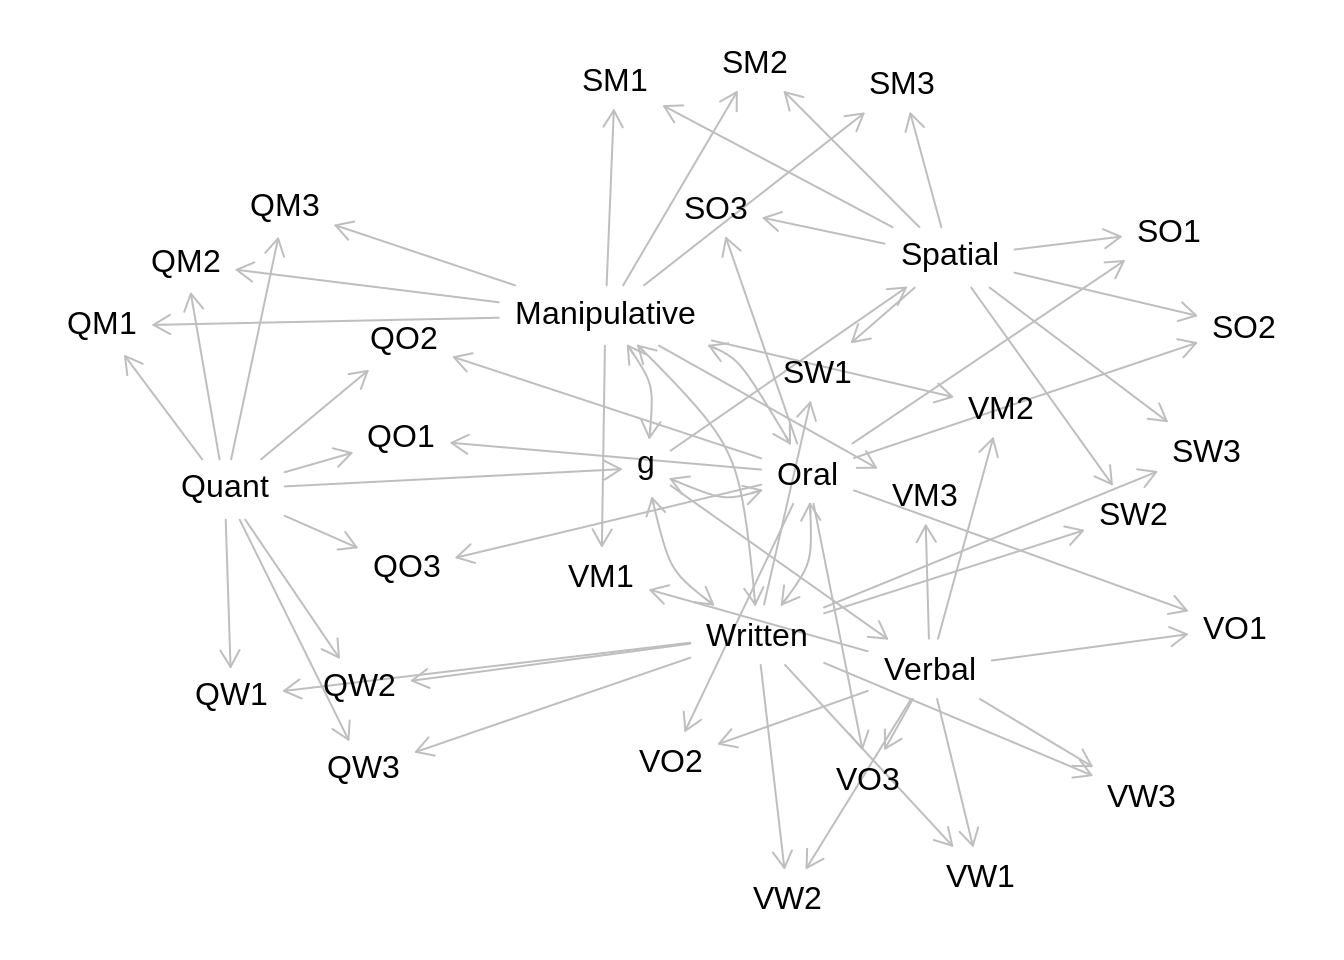 SM2
SM1
SM3
QM3
SO3
SO1
Spatial
QM2
Manipulative
QM1
SO2
QO2
SW1
VM2
QO1
SW3
g
Oral
Quant
VM3
SW2
QO3
VM1
VO1
Written
Verbal
QW2
QW1
VO2
QW3
VO3
VW3
VW1
VW2